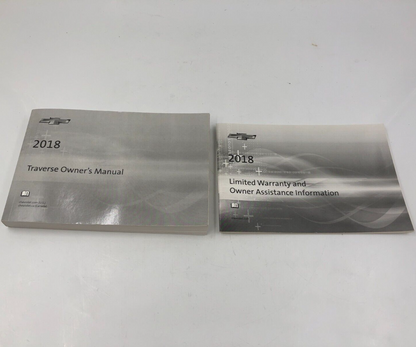 2018
Traverse Owner's Manual
2018
Limited Warranty and
Owner Assistance Information